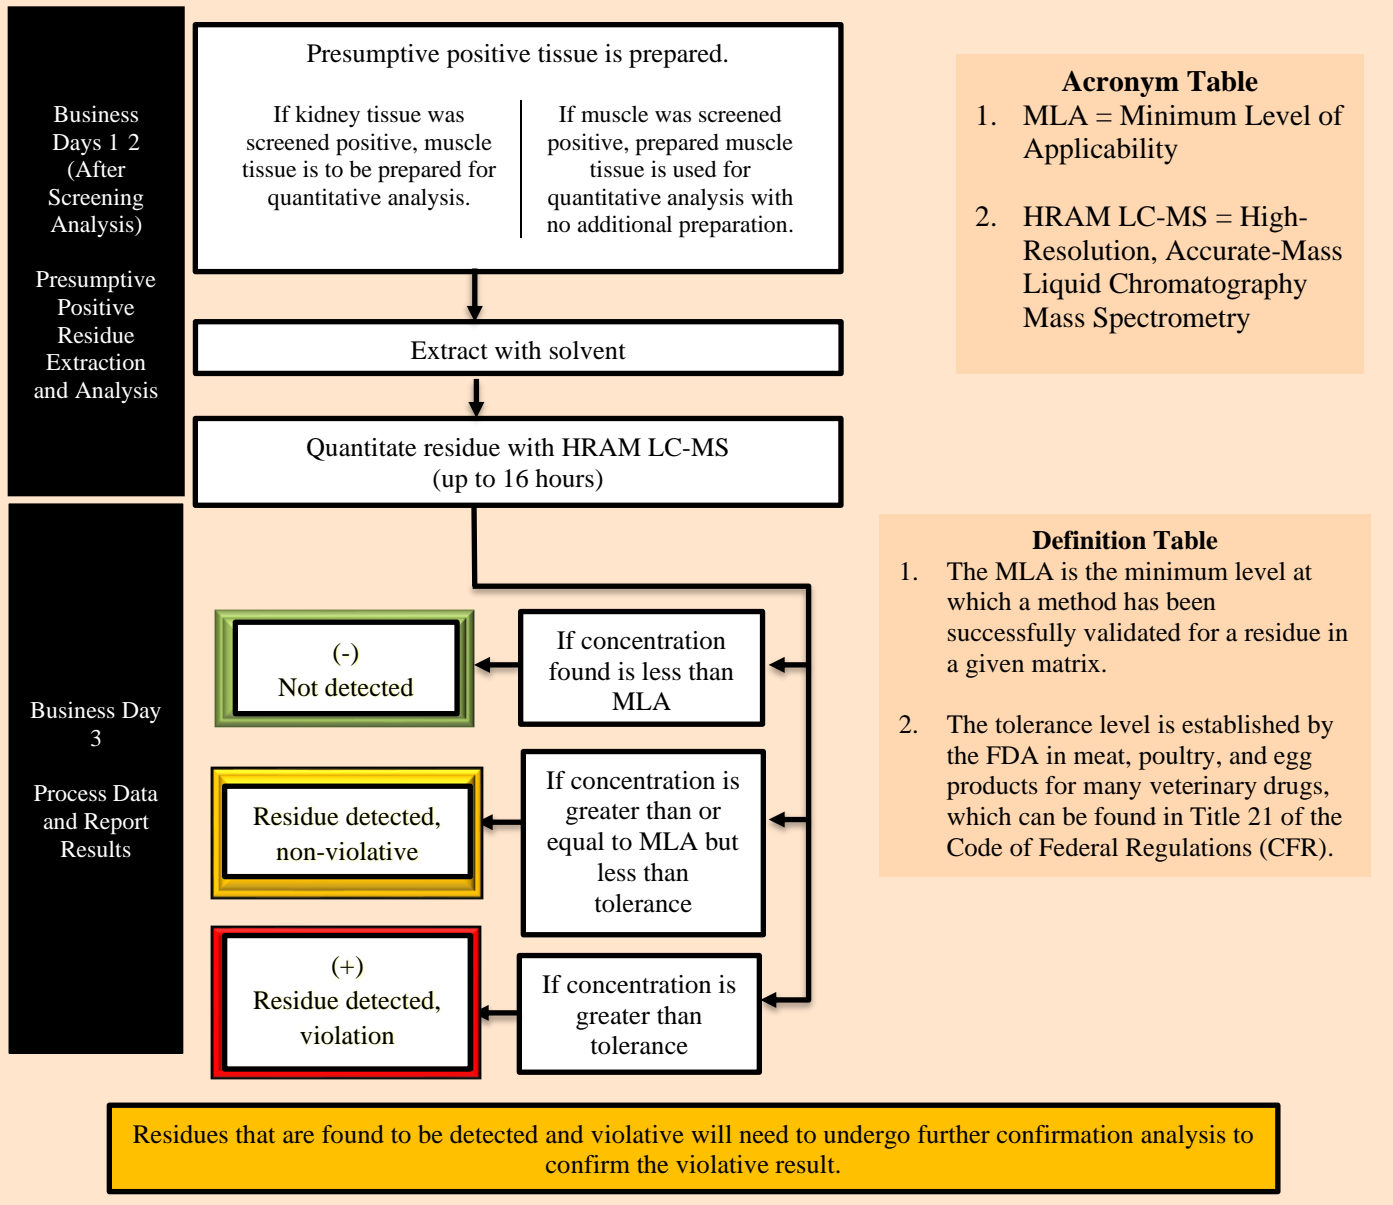 Business
Days 1 2
(After
Screening
Analysis)
Presumptive
Positive
Residue
Extraction
and Analysis
Presumptive positive tissue is prepared.
If kidney tissue was
screened positive, muscle
tissue is to be prepared for
quantitative analysis.
If muscle was screened
positive, prepared muscle
tissue is used for
quantitative analysis with
no additional preparation.
Extract with solvent
Quantitate residue with HRAM LC-MS
(up to 16 hours)
Acronym Table
1. MLA = Minimum Level of
Applicability
2. HRAM LC-MS = High-
Resolution, Accurate-Mass
Liquid Chromatography
Mass Spectrometry
Business Day
3
Process Data
and Report
Results
(-)
Not detected
If concentration
found is less than
MLA
Residue detected,
non-violative
If concentration is
greater than or
equal to MLA but
less than
tolerance
(+)
Residue detected,
violation
If concentration is
greater than
tolerance
Definition Table
1. The MLA is the minimum level at
which a method has been
successfully validated for a residue in
a given matrix.
2. The tolerance level is established by
the FDA in meat, poultry, and egg
products for many veterinary drugs,
which can be found in Title 21 of the
Code of Federal Regulations (CFR).
Residues that are found to be detected and violative will need to undergo further confirmation analysis to
confirm the violative result.